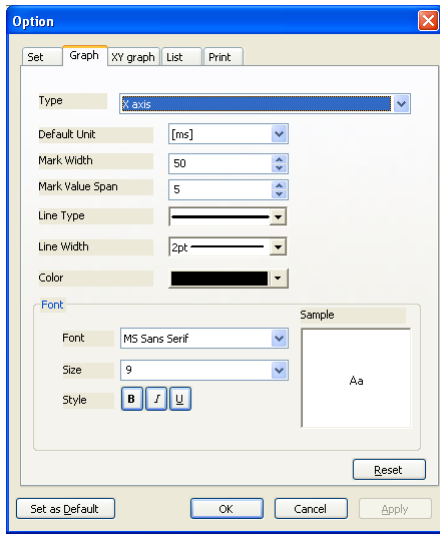 Option
Set Graph XY graph List Print
Type X axis
Default Unit [ms]
Mark Width 50
Mark Value Span 5
Line Type
Line Width 2pt
Color
Font
Sample
Font MS Sans Serif
Size 9
Aa
Style B I U
Reset
Set as Default OK Cancel Apply